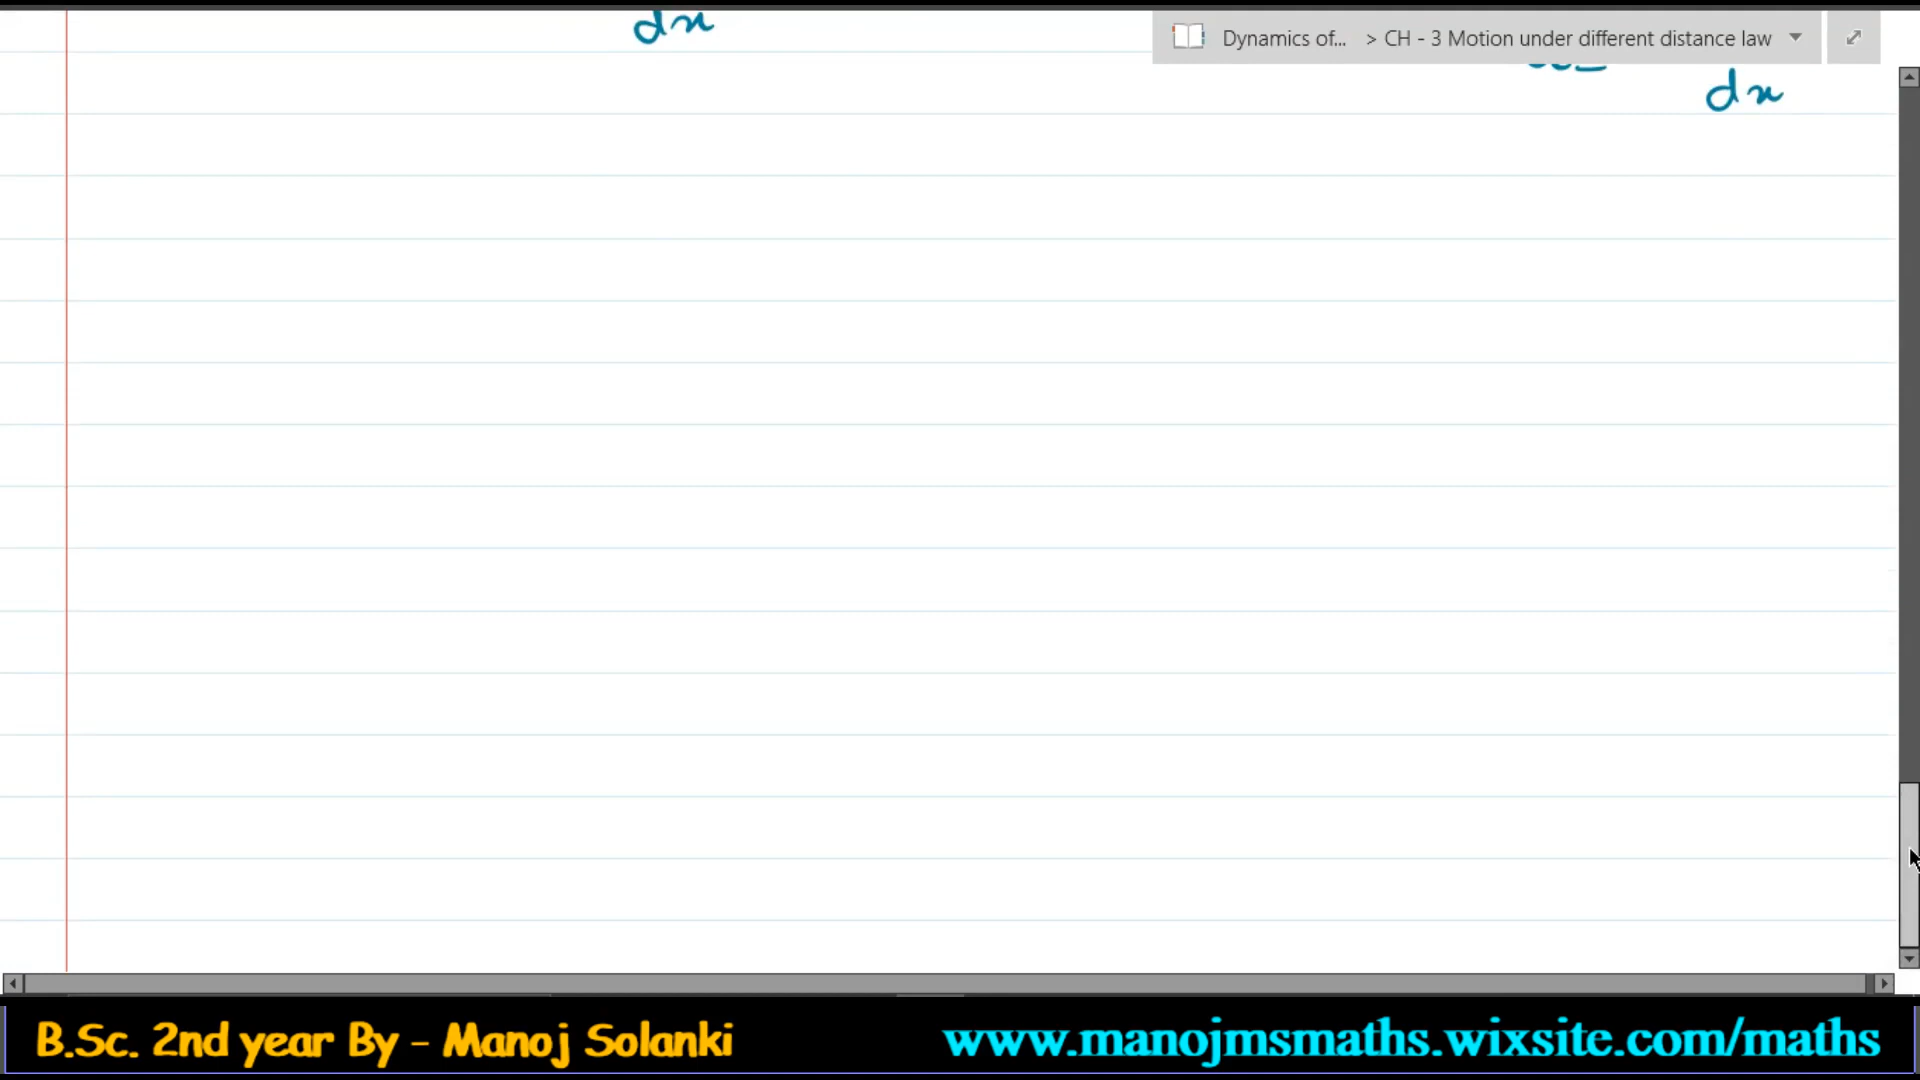 dx
Dynamics of... > CH - 3 Motion under different distance law
dx
B.Sc. 2nd year By - Manoj Solanki
www.manojmsmaths.wixsite.com/maths